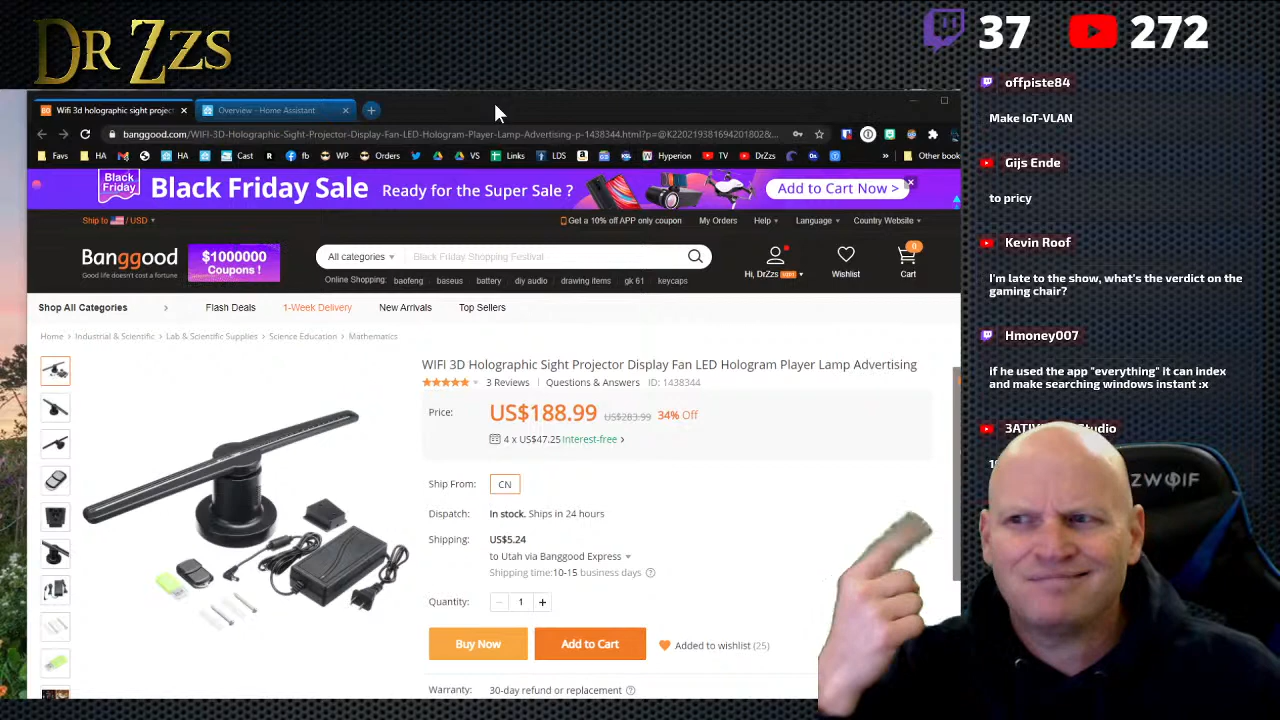 DR ZZS
37
272
Wifi 3d holographic sight project
Overview - Home Assistant
banggood.com/WIFI-3D-Holographic-Sight-Projector-Display-Fan-LED-Hologram-Player-Lamp-Advertising-p-1438344.html?p=@K22021938169420 1802&...
Favs
HA
HA
Cast
fb
WP
Orders
VS
Links
LDS
Hyperion
TV
DrZzs
Other book
Black Friday
Black Friday Sale
Ready for the Super Sale ?
Add to Cart Now >
Ship to / USD
Get a 10% off APP only coupon
My Orders
Help
Language
Country Website
Banggood
Good life doesn't cost a fortune
$1000000
Coupons !
All categories
Black Friday Shopping Festival
Hi, DrZzs
Wishlist
0
Cart
Online Shopping:
baofeng
baseus
battery
diy audio
drawing items
gk 61
keycaps
Shop All Categories
Flash Deals
1-Week Delivery
New Arrivals
Top Sellers
Home > Industrial & Scientific > Lab & Scientific Supplies > Science Education > Mathematics
WIFI 3D Holographic Sight Projector Display Fan LED Hologram Player Lamp Advertising
3 Reviews
Questions & Answers
ID: 1438344
Price:
US$188.99
US$283.99
34% Off
4 x US$47.25 Interest-free >
Ship From:
CN
Dispatch:
In stock. Ships in 24 hours
Shipping:
US$5.24
to Utah via Banggood Express
Shipping time:10-15 business days
Quantity:
1
Buy Now
Add to Cart
Added to wishlist (25)
Warranty:
30-day refund or replacement
offpiste84
Make IoT-VLAN
Gijs Ende
to pricy
Kevin Roof
I'm late to the show, what's the verdict on the
gaming chair?
Hmoney007
if he used the app "everything" it can index
and make searching windows instant :x
ZWOIF